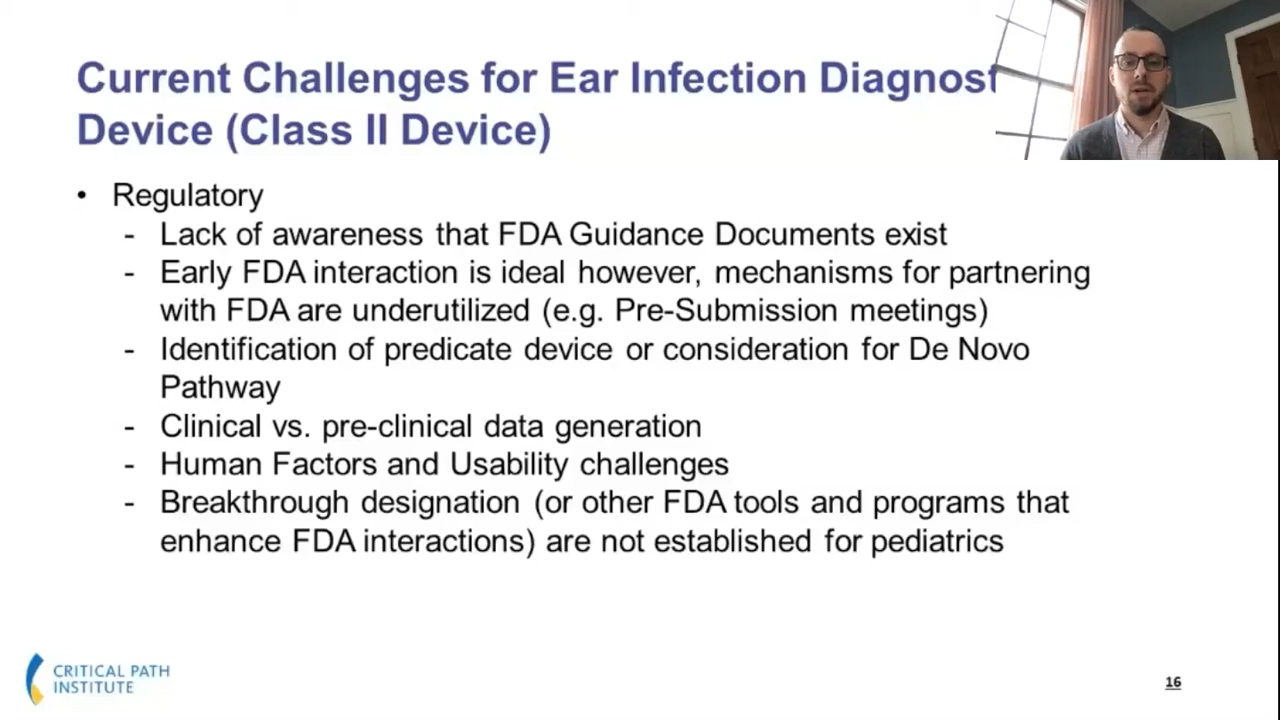 Current Challenges for Ear Infection Diagnost
Device (Class II Device)
• Regulatory
- Lack of awareness that FDA Guidance Documents exist
- Early FDA interaction is ideal however, mechanisms for partnering
with FDA are underutilized (e.g. Pre-Submission meetings)
- Identification of predicate device or consideration for De Novo
Pathway
- Clinical vs. pre-clinical data generation
- Human Factors and Usability challenges
- Breakthrough designation (or other FDA tools and programs that
enhance FDA interactions) are not established for pediatrics
CRITICAL PATH
INSTITUTE
16